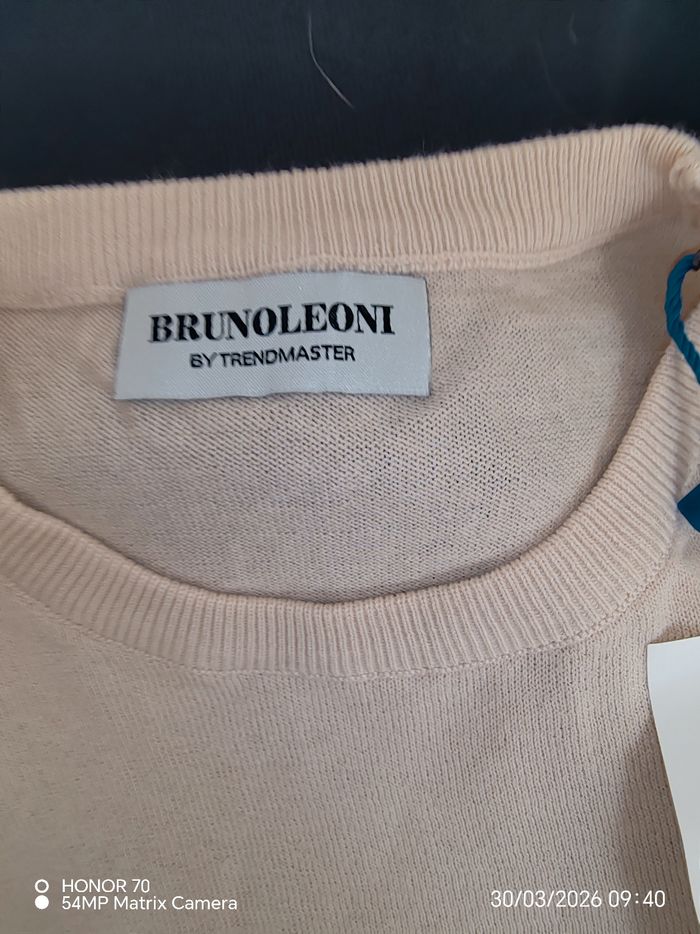 BRUNOLEONI
BY TRENDMASTER
HONOR 70
54MP Matrix Camera
30/03/2026 09:40